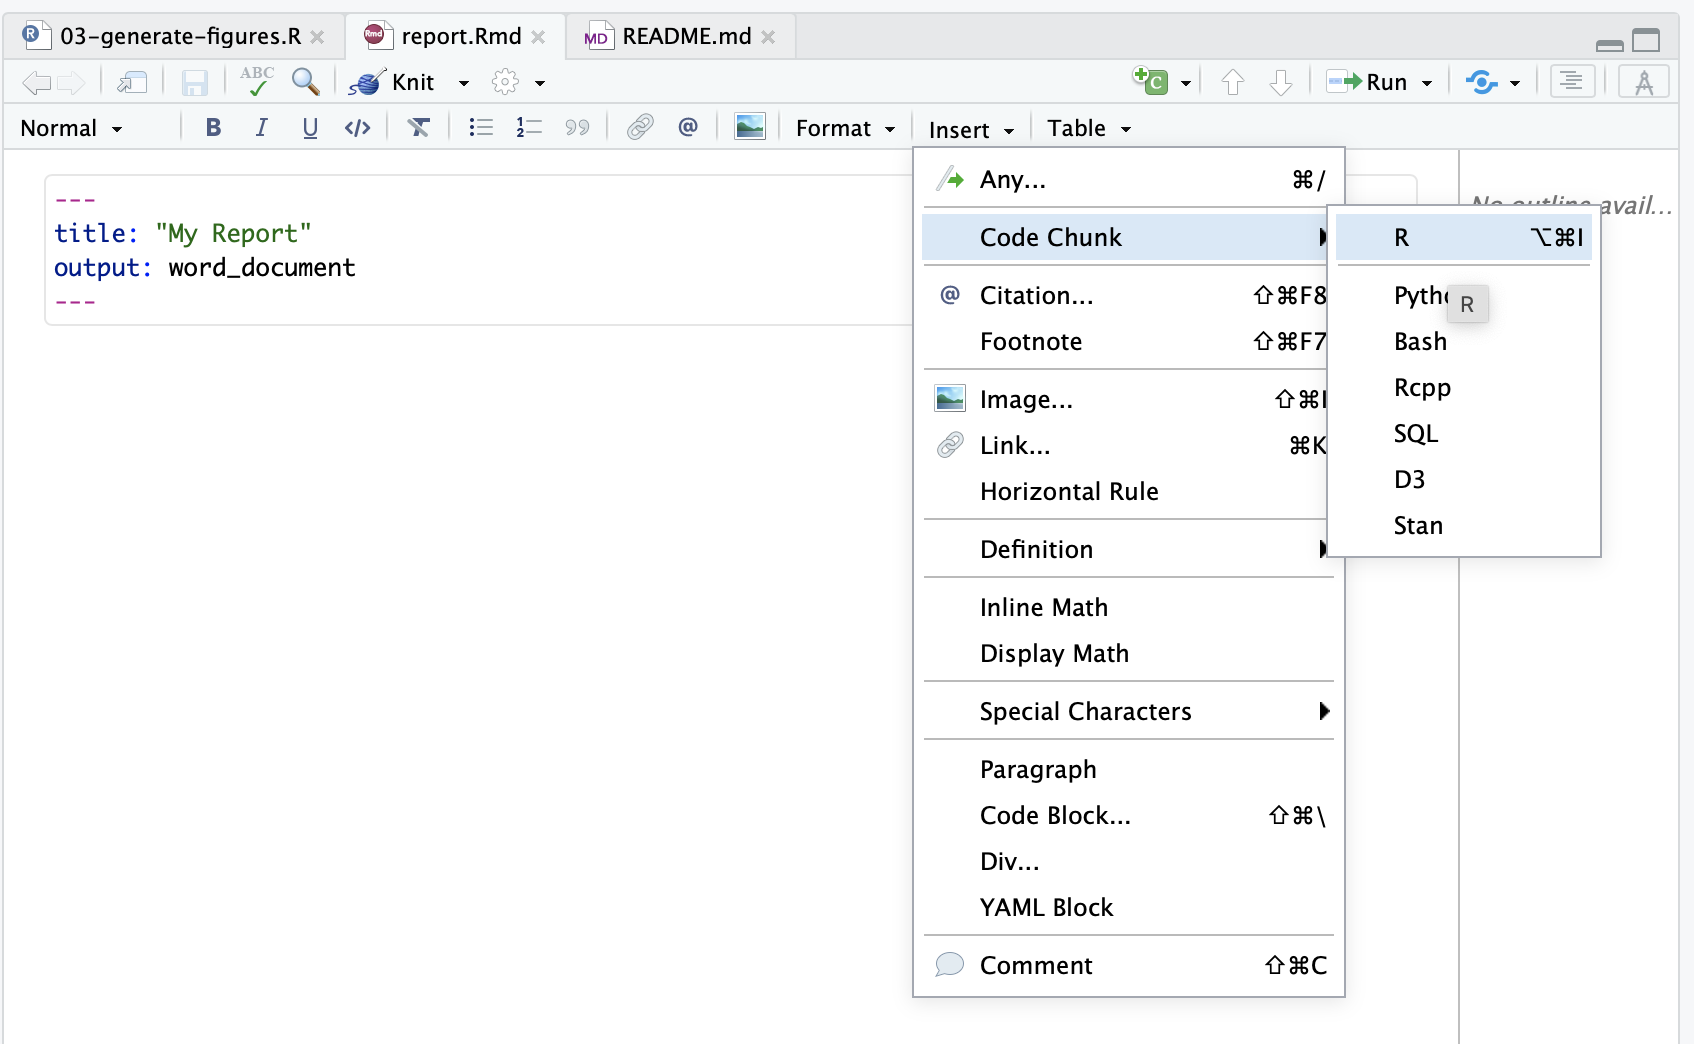 03-generate-figures.R report.Rmd README.md
ABC Knit Run
Normal B I U </> @ Format Insert Table
---
title: "My Report"
output: word_document
---
Any... ⌘/
Code Chunk
Citation... ⇧⌘F8
Footnote ⇧⌘F7
Image... ⇧⌘I
Link... ⌘K
Horizontal Rule
Definition
Inline Math
Display Math
Special Characters
Paragraph
Code Block... ⇧⌘\
Div...
YAML Block
Comment ⇧⌘C
R ⌥⌘I
R
Bash
Rcpp
SQL
D3
Stan
No outline avail...